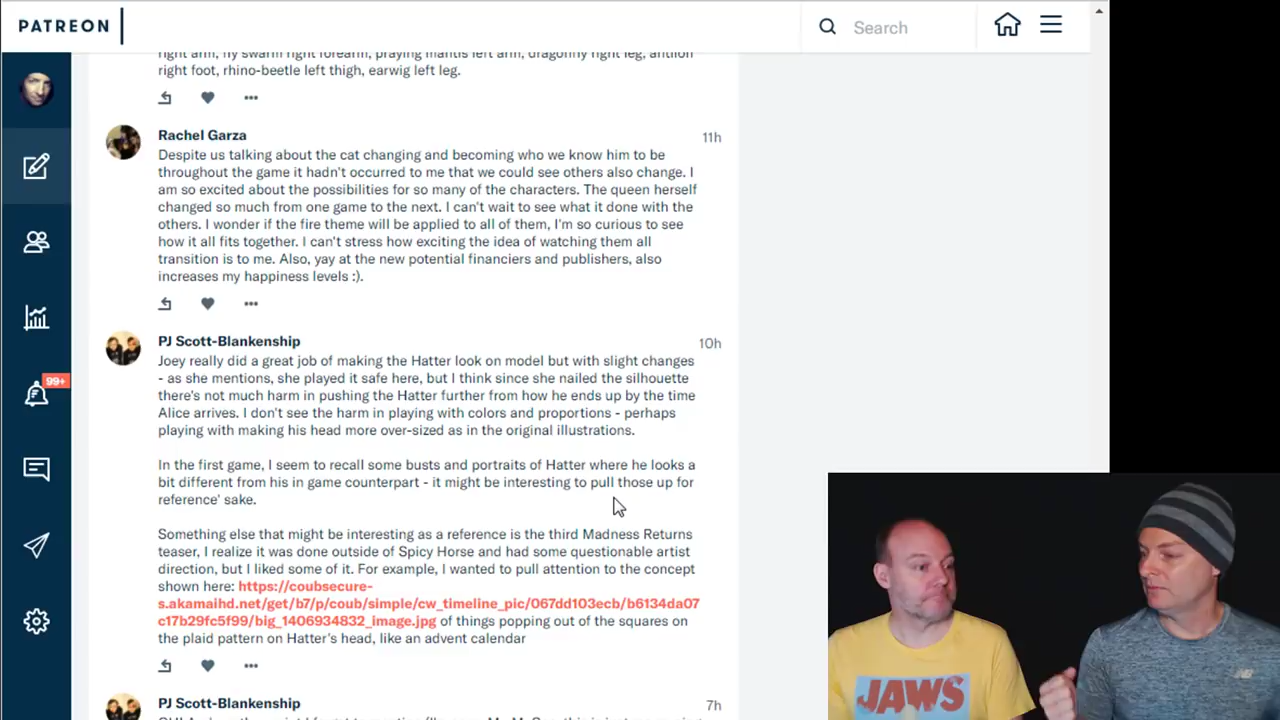 PATREON
Search
right arm, fly swarm right forearm, praying mantis left arm, dragonfly right leg, antlion
right foot, rhino-beetle left thigh, earwig left leg.
Rachel Garza
11h
Despite us talking about the cat changing and becoming who we know him to be
throughout the game it hadn't occurred to me that we could see others also change. I
am so excited about the possibilities for so many of the characters. The queen herself
changed so much from one game to the next. I can't wait to see what it done with the
others. I wonder if the fire theme will be applied to all of them, I'm so curious to see
how it all fits together. I can't stress how exciting the idea of watching them all
transition is to me. Also, yay at the new potential financiers and publishers, also
increases my happiness levels :).
PJ Scott-Blankenship
10h
Joey really did a great job of making the Hatter look on model but with slight changes
- as she mentions, she played it safe here, but I think since she nailed the silhouette
there's not much harm in pushing the Hatter further from how he ends up by the time
Alice arrives. I don't see the harm in playing with colors and proportions - perhaps
playing with making his head more over-sized as in the original illustrations.
In the first game, I seem to recall some busts and portraits of Hatter where he looks a
bit different from his in game counterpart - it might be interesting to pull those up for
reference' sake.
Something else that might be interesting as a reference is the third Madness Returns
teaser, I realize it was done outside of Spicy Horse and had some questionable artist
direction, but I liked some of it. For example, I wanted to pull attention to the concept
shown here: https://coubsecure-
s.akamaihd.net/get/b7/p/coub/simple/cw_timeline_pic/067dd103ecb/b6134da07
c17b29fc5f99/big_1406934832_image.jpg of things popping out of the squares on
the plaid pattern on Hatter's head, like an advent calendar
PJ Scott-Blankenship
7h
99+
JAWS